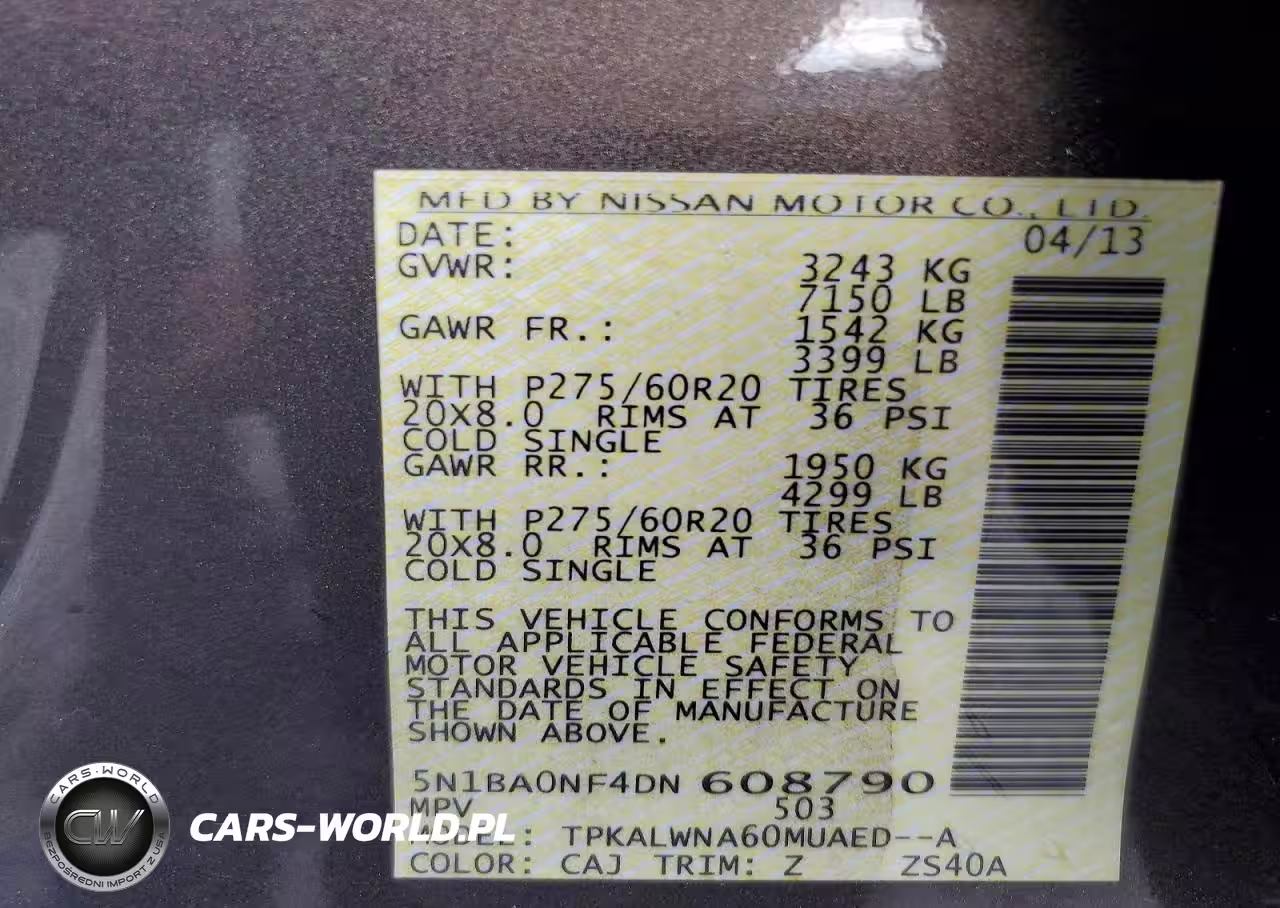 MFD BY NISSAN MOTOR CO., LTD.
DATE: 04/13
GVWR: 3243 KG
7150 LB
GAWR FR.: 1542 KG
3399 LB
WITH P275/60R20 TIRES
20X8.0 RIMS AT 36 PSI
COLD SINGLE
GAWR RR.: 1950 KG
4299 LB
WITH P275/60R20 TIRES
20X8.0 RIMS AT 36 PSI
COLD SINGLE
THIS VEHICLE CONFORMS TO
ALL APPLICABLE FEDERAL
MOTOR VEHICLE SAFETY
STANDARDS IN EFFECT ON
THE DATE OF MANUFACTURE
SHOWN ABOVE.
5N1BA0NF4DN 608790
MPV 503
MODEL: TPKALWNA60MUAED--A
COLOR: CAJ TRIM: Z ZS40A
CARS-WORLD
CW
BEZPOŚREDNI IMPORT Z USA
CARS-WORLD.PL